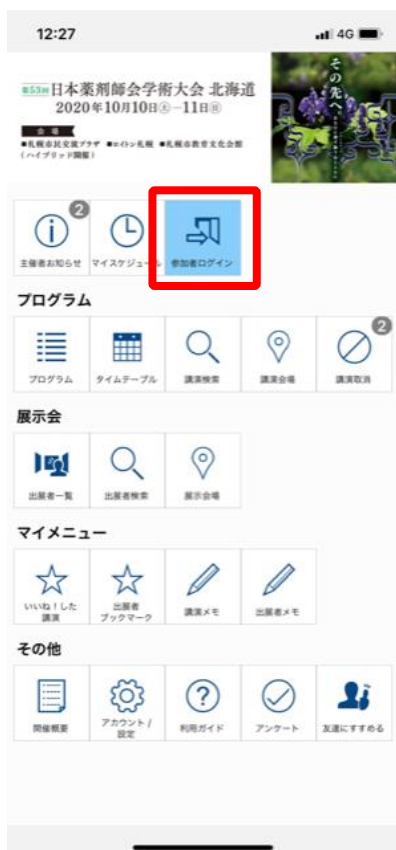 12:27
4G
第53回日本薬剤師会学術大会 北海道
2020年10月10日㊏―11日㊐
会場
■札幌市民交流プラザ ■ロイトン札幌 ■札幌市教育文化会館
(ハイブリッド開催)
その先へ。
2
主催者お知らせ
マイスケジュール
参加者ログイン
プログラム
2
プログラム
タイムテーブル
講演検索
講演会場
講演取消
展示会
出展者一覧
出展者検索
展示会場
マイメニュー
いいね!した
講演
出展者
ブックマーク
講演メモ
出展者メモ
その他
開催概要
アカウント /
設定
利用ガイド
アンケート
友達にすすめる